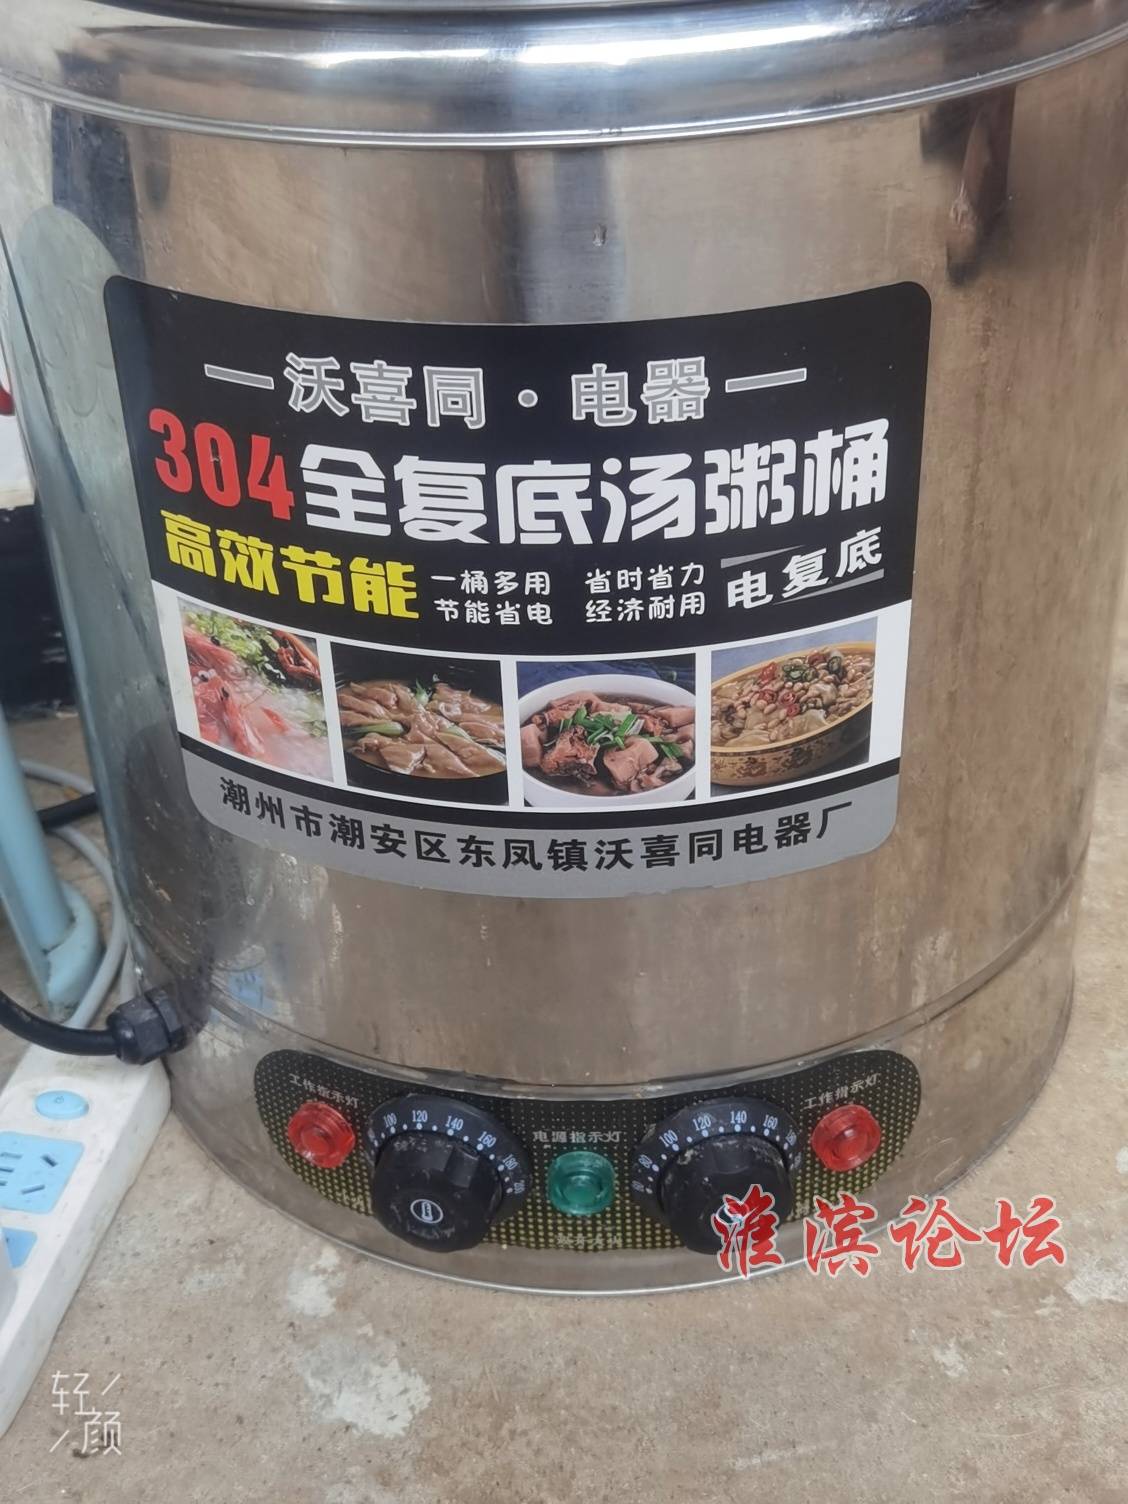 沃喜同·电器
304全复底汤粥桶
高效节能
一桶多用 省时省力
节能省电 经济耐用
电复底
潮州市潮安区东凤镇沃喜同电器厂
工作指示灯
100 120 140 160 180
电源指示灯
80 100 120 140 160
工作指示灯
淮滨论坛
轻颜